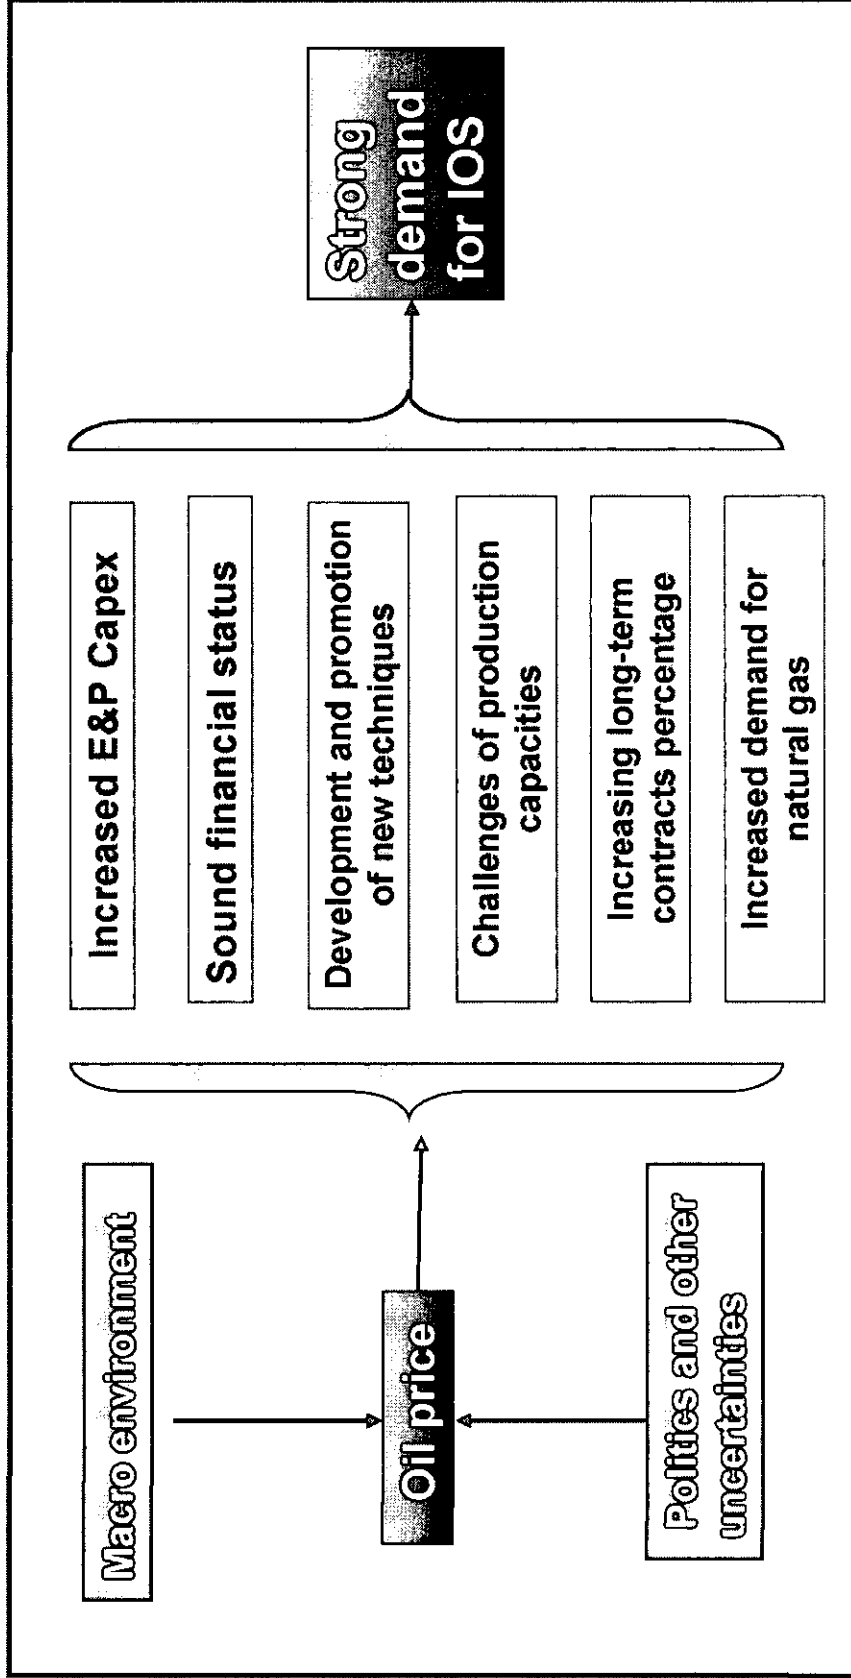 Macro environment
Oil price
Politics and other
uncertainties
Increased E&P Capex
Sound financial status
Development and promotion
of new techniques
Challenges of production
capacities
Increasing long-term
contracts percentage
Increased demand for
natural gas
Strong
demand
for IOS